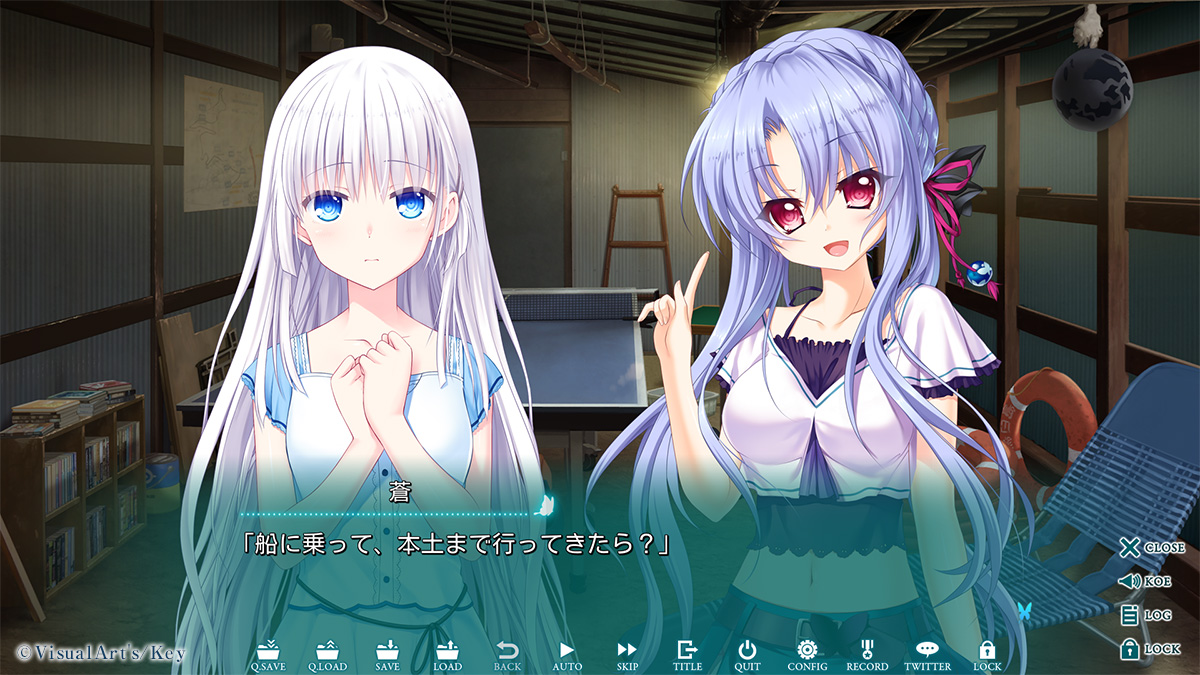 蒼
「船に乗って、本土まで行ってきたら？」
CLOSE
KOE
LOG
LOCK
©VisualArt's/Key
Q.SAVE Q.LOAD SAVE LOAD BACK AUTO SKIP TITLE QUIT CONFIG RECORD TWITTER LOCK